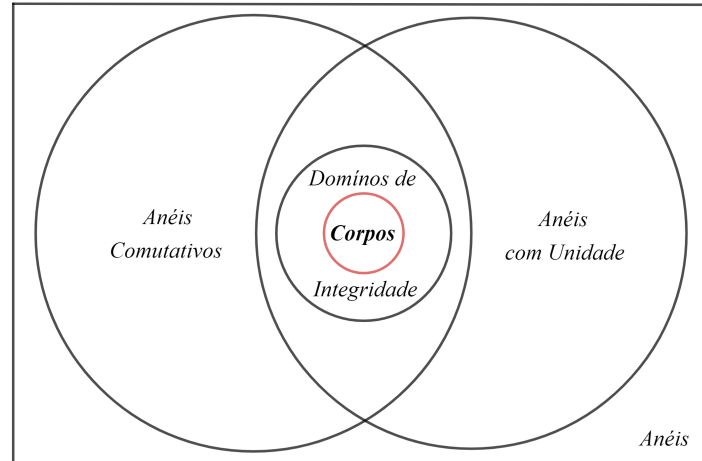 Anéis
Comutativos
Domínos de
Corpos
Integridade
Anéis
com Unidade
Anéis